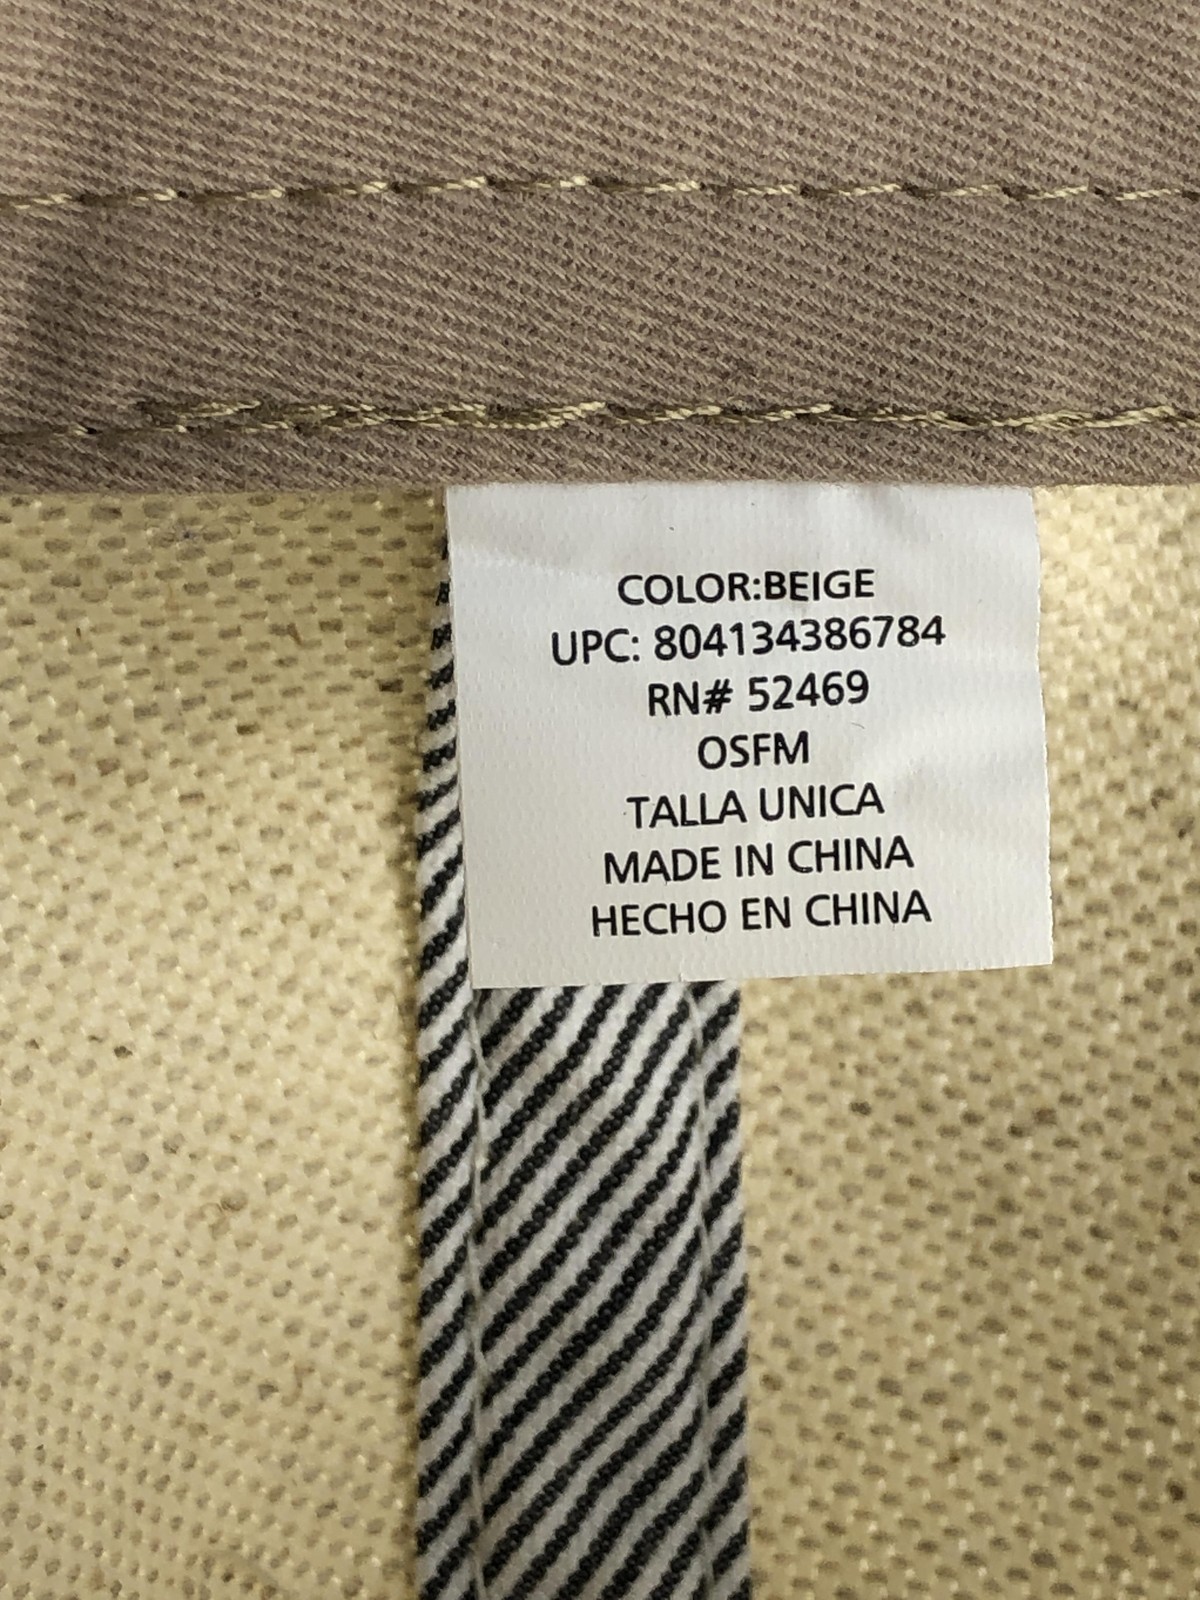 COLOR:BEIGE
UPC: 804134386784
RN# 52469
OSFM
TALLA UNICA
MADE IN CHINA
HECHO EN CHINA